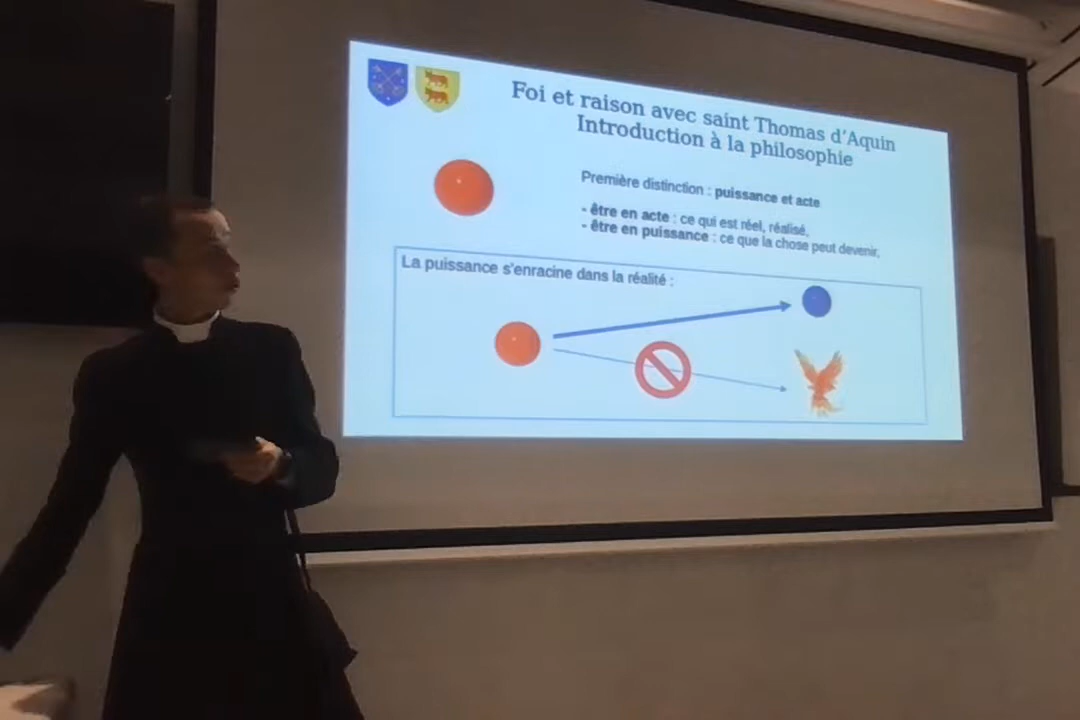 Foi et raison avec saint Thomas d'Aquin
Introduction à la philosophie
Première distinction : puissance et acte
- être en acte : ce qui est réel, réalisé,
- être en puissance : ce que la chose peut devenir,
La puissance s'enracine dans la réalité :